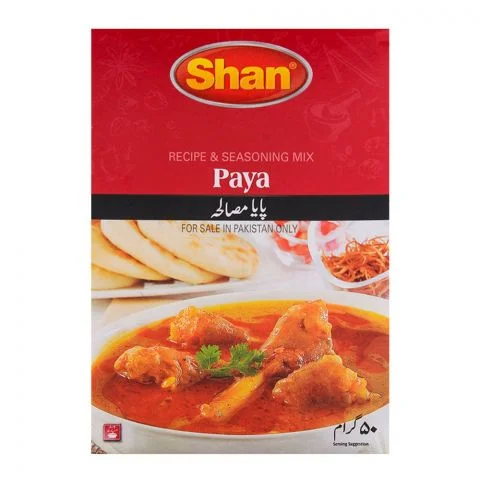 Shan®
RECIPE & SEASONING MIX
Paya
پایا مصالحہ
FOR SALE IN PAKISTAN ONLY
۵۰ گرام
Serving Suggestion